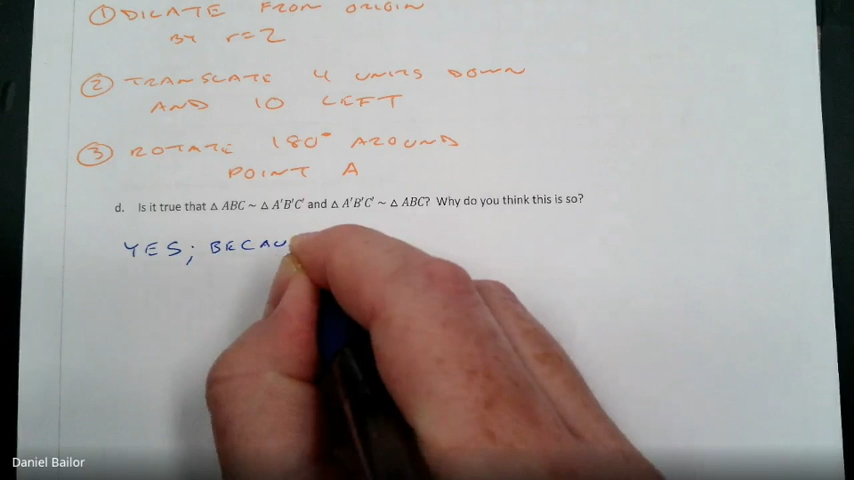 ① DILATE FROM ORIGIN
BY r=2
② TRANSLATE 4 UNITS DOWN
AND 10 LEFT
③ ROTATE 180° AROUND
POINT A
d. Is it true that △ ABC ~ △ A'B'C' and △ A'B'C' ~ △ ABC? Why do you think this is so?
YES; BECAU
Daniel Bailor